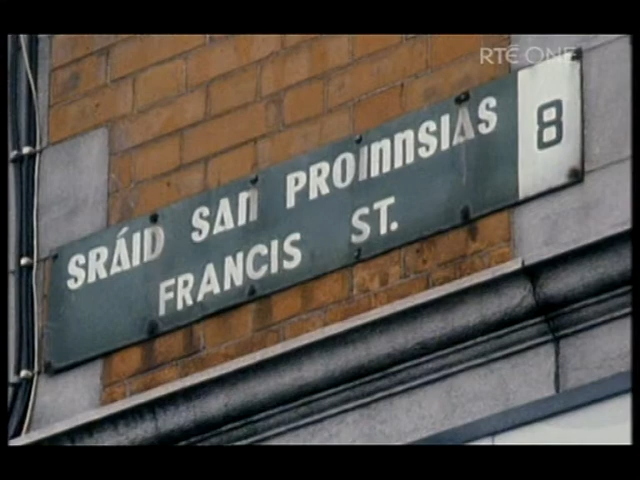 RTÉ ONE
SRÁID SAN PROINNSIAS 8
FRANCIS ST.